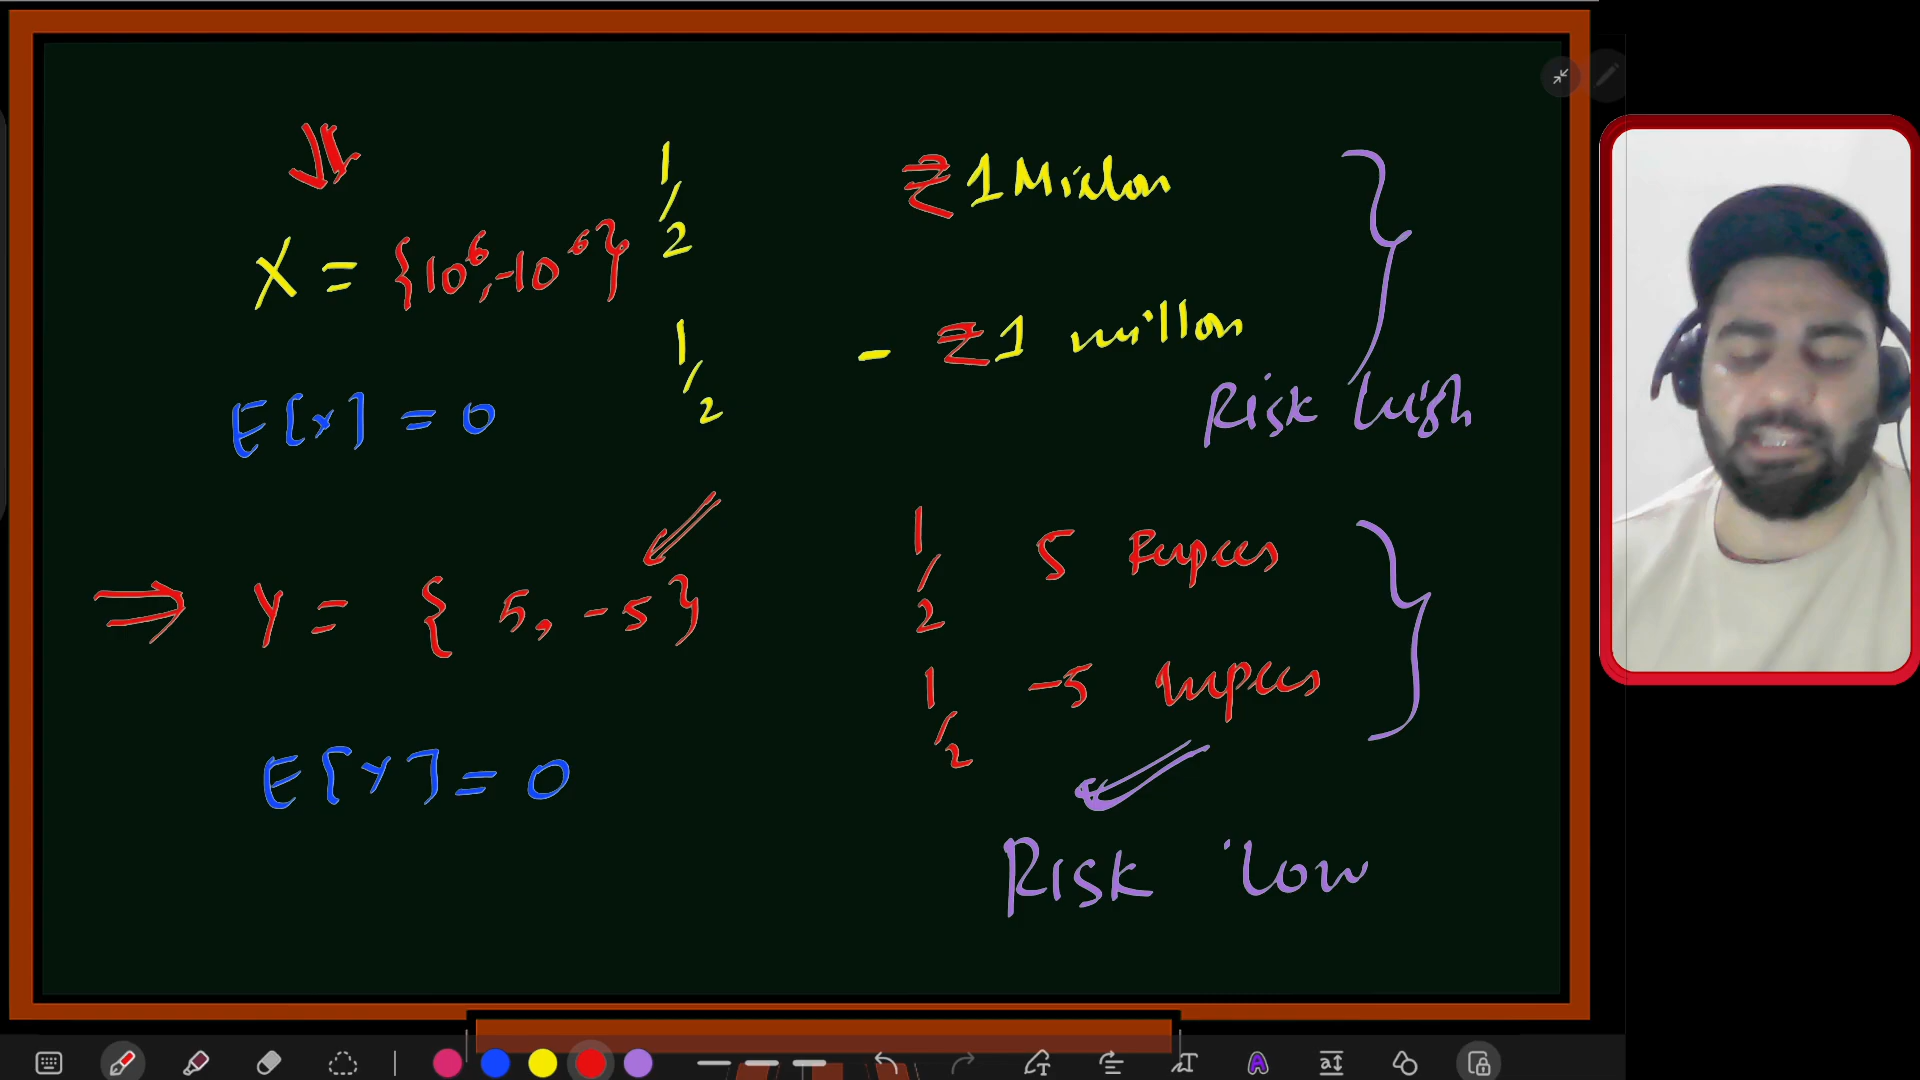 1/2 ₹1 Million
X = {10⁶, -10⁶}
1/2 - ₹1 millon
E[x] = 0 Risk high
1/2 5 Rupees
⇒ Y = { 5, -5}
1/2 -5 rupees
E[Y] = 0
Risk low